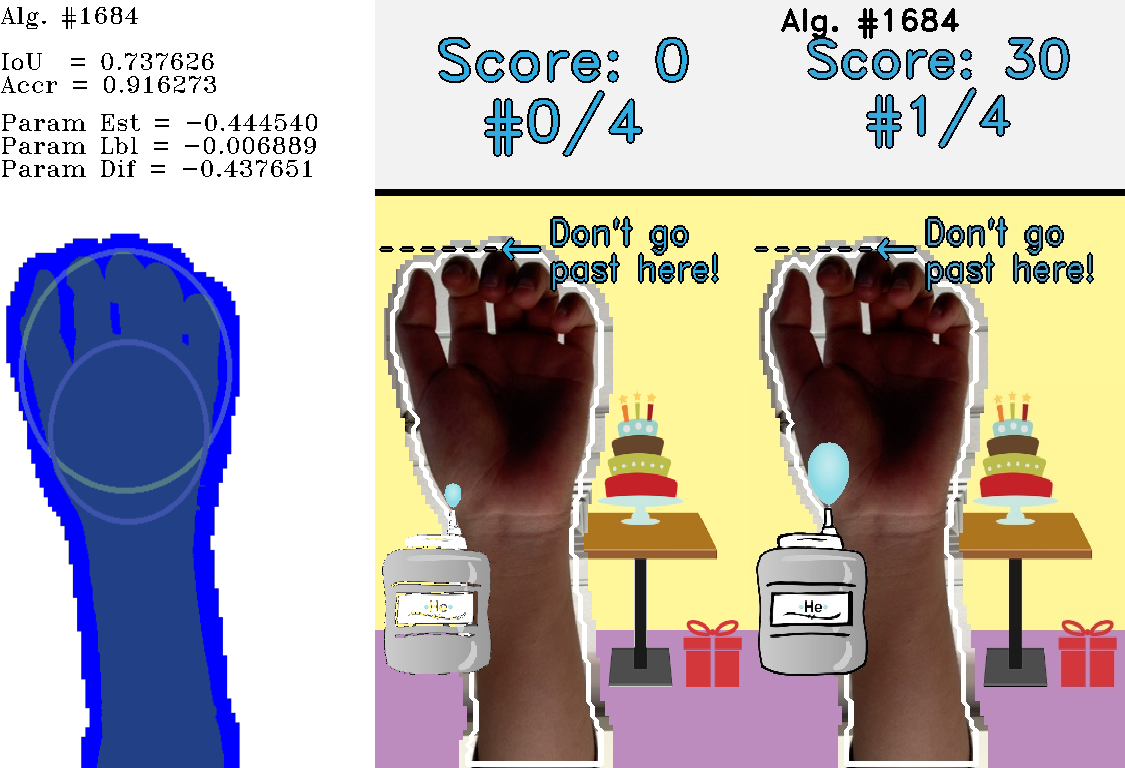 Alg. #1684
IoU = 0.737626
Accr = 0.916273
Param Est = −0.444540
Param Lbl = −0.006889
Param Dif = −0.437651
Score: 0
#0/4
Don't go
past here!
He
Alg. #1684
Score: 30
#1/4
Don't go
past here!
He